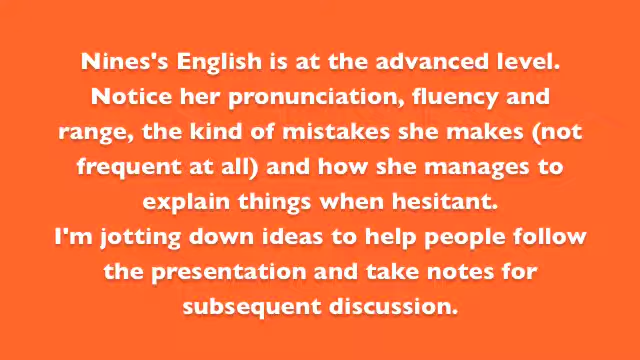 Nines's English is at the advanced level.
Notice her pronunciation, fluency and
range, the kind of mistakes she makes (not
frequent at all) and how she manages to
explain things when hesitant.
I'm jotting down ideas to help people follow
the presentation and take notes for
subsequent discussion.